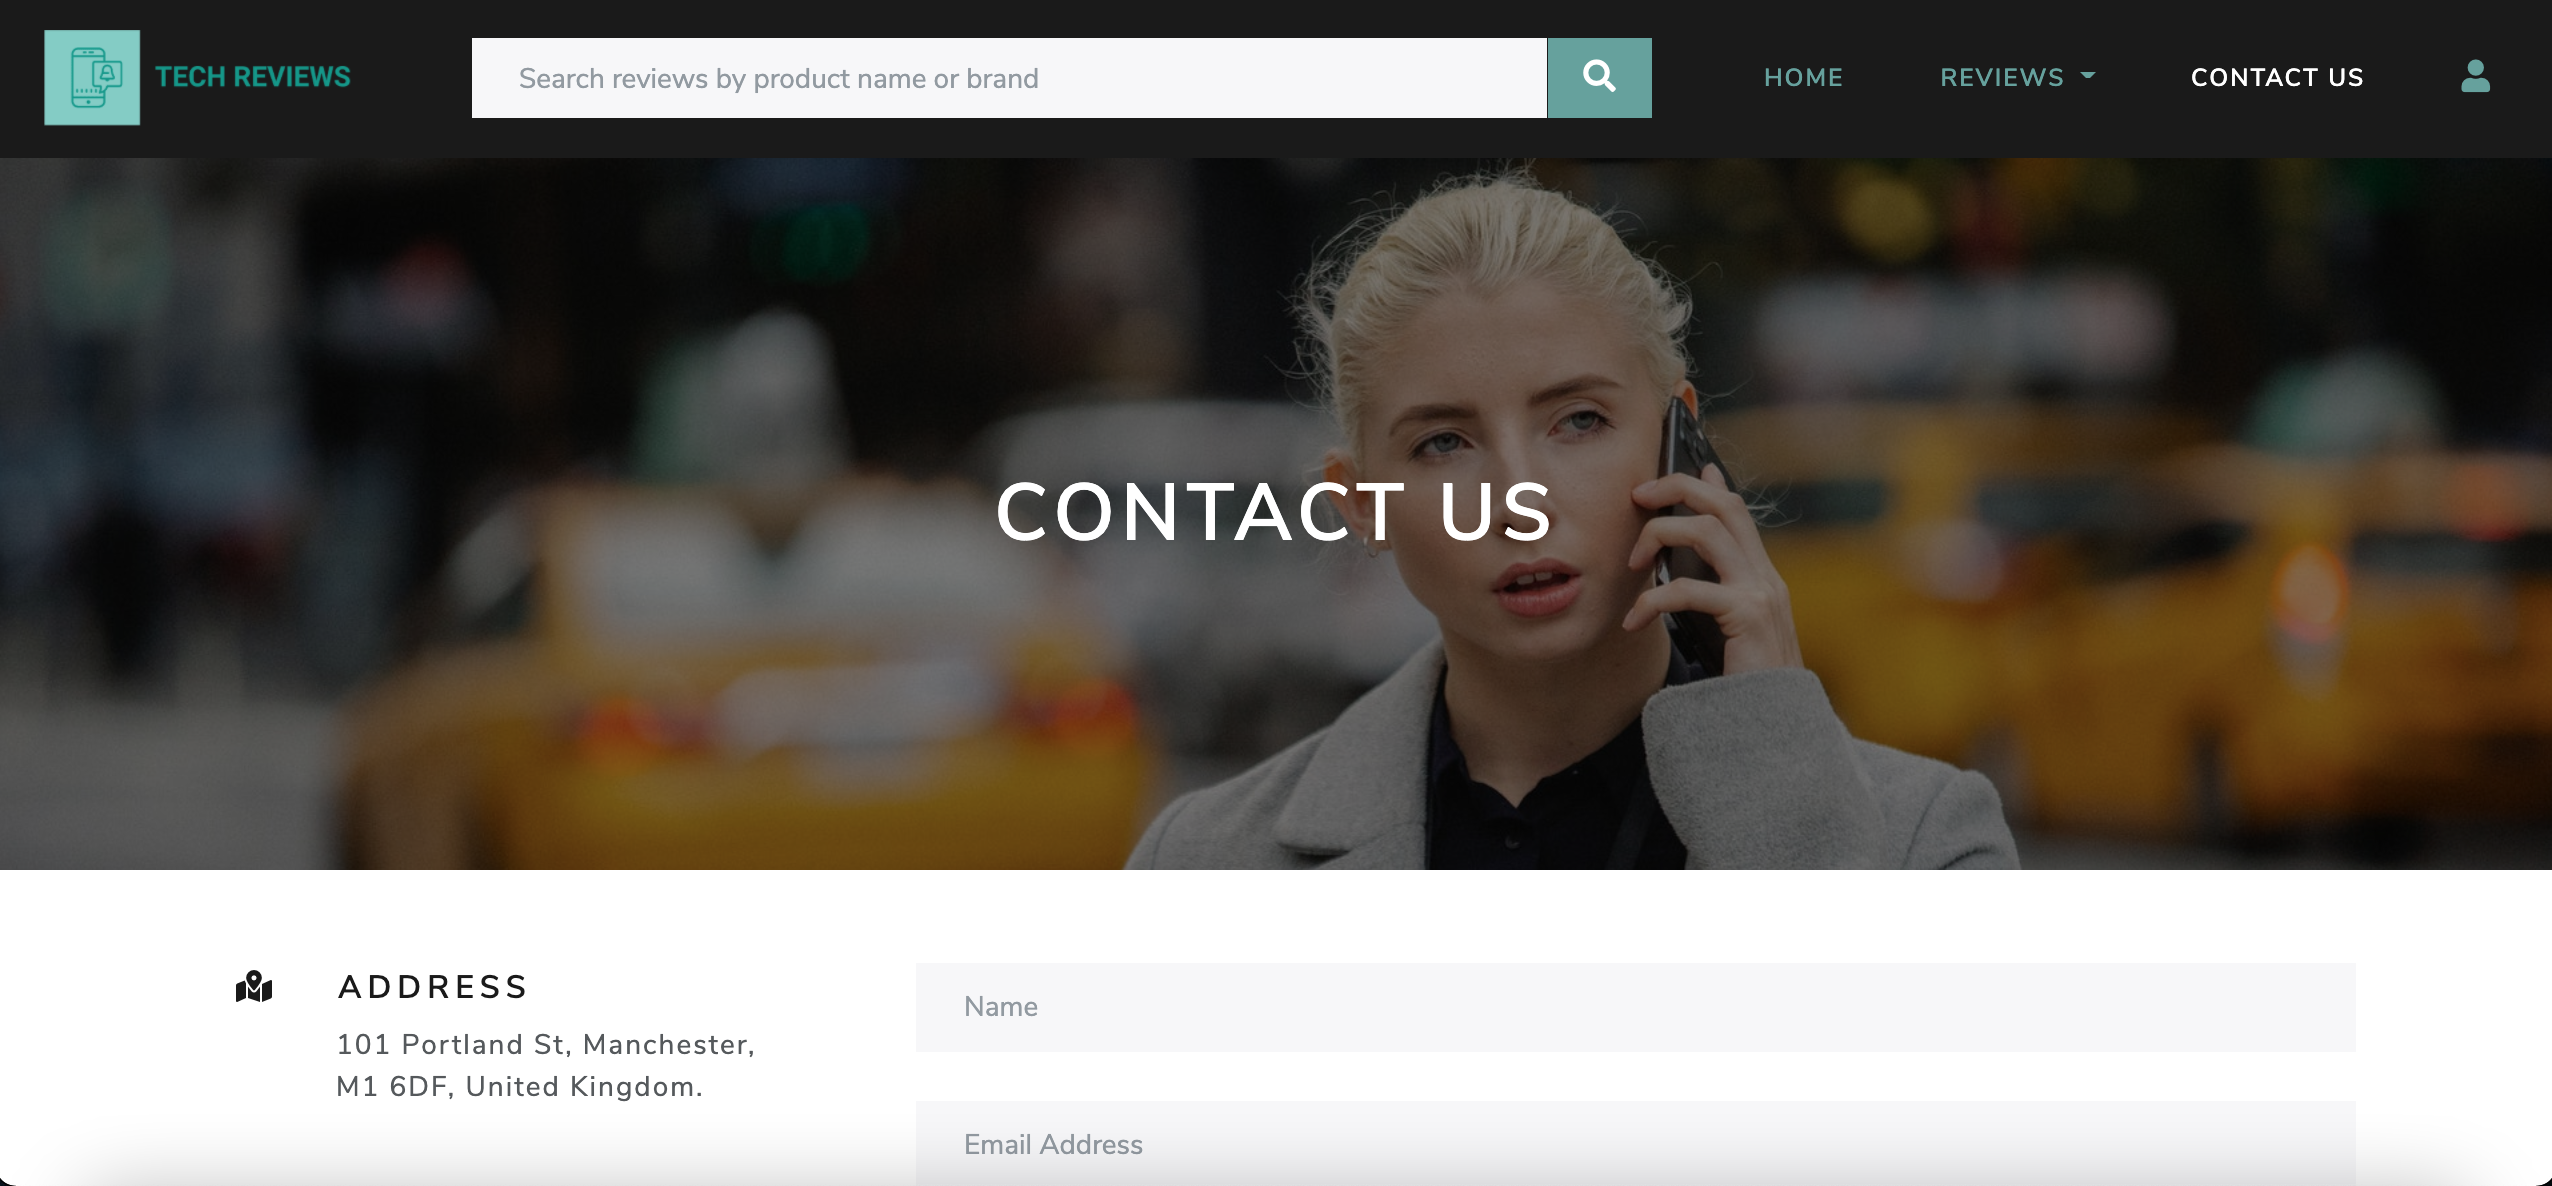 TECH REVIEWS
Search reviews by product name or brand
HOME
REVIEWS
CONTACT US
CONTACT US
ADDRESS
101 Portland St, Manchester,
M1 6DF, United Kingdom.
Name
Email Address